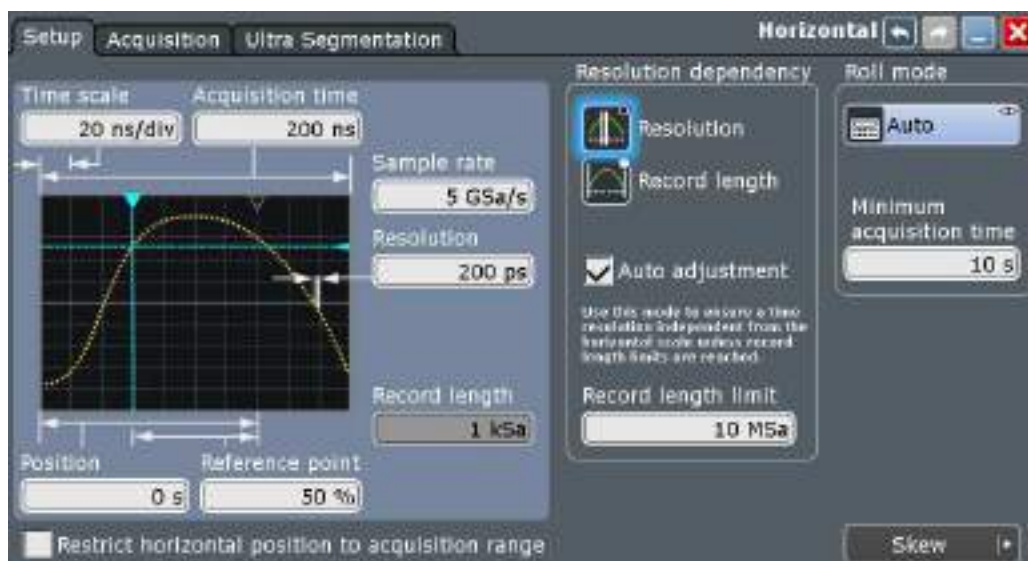 Setup Acquisition Ultra Segmentation Horizontal
Time scale Acquisition time
20 ns/div 200 ns
Sample rate
5 GSa/s
Resolution
200 ps
Record length
1 kSa
Position Reference point
0 s 50 %
Restrict horizontal position to acquisition range
Resolution dependency
Resolution
Record length
Auto adjustment
Use this mode to ensure a time
resolution independent from the
horizontal scale unless record
length limits are reached.
Record length limit
10 MSa
Roll mode
Auto
Minimum
acquisition time
10 s
Skew